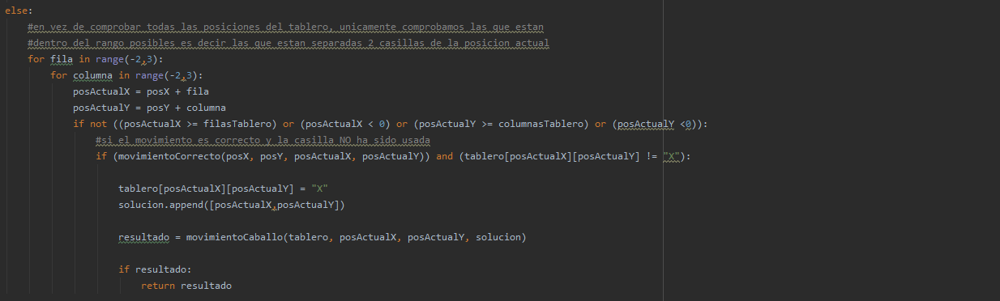 else:
#en vez de comprobar todas las posiciones del tablero, unicamente comprobamos las que estan
#dentro del rango posibles es decir las que estan separadas 2 casillas de la posicion actual
for fila in range(-2,3):
for columna in range(-2,3):
posActualX = posX + fila
posActualY = posY + columna
if not ((posActualX >= filasTablero) or (posActualX < 0) or (posActualY >= columnasTablero) or (posActualY <0)):
#si el movimiento es correcto y la casilla NO ha sido usada
if (movimientoCorrecto(posX, posY, posActualX, posActualY)) and (tablero[posActualX][posActualY] != "X"):
tablero[posActualX][posActualY] = "X"
solucion.append([posActualX,posActualY])
resultado = movimientoCaballo(tablero, posActualX, posActualY, solucion)
if resultado:
return resultado